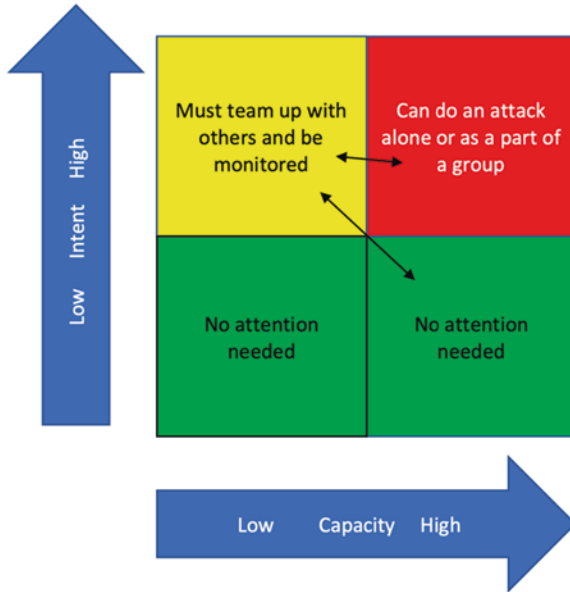 Must team up with
others and be
monitored
Can do an attack
alone or as a part of
a group
Low Intent High
No attention
needed
No attention
needed
Low Capacity High